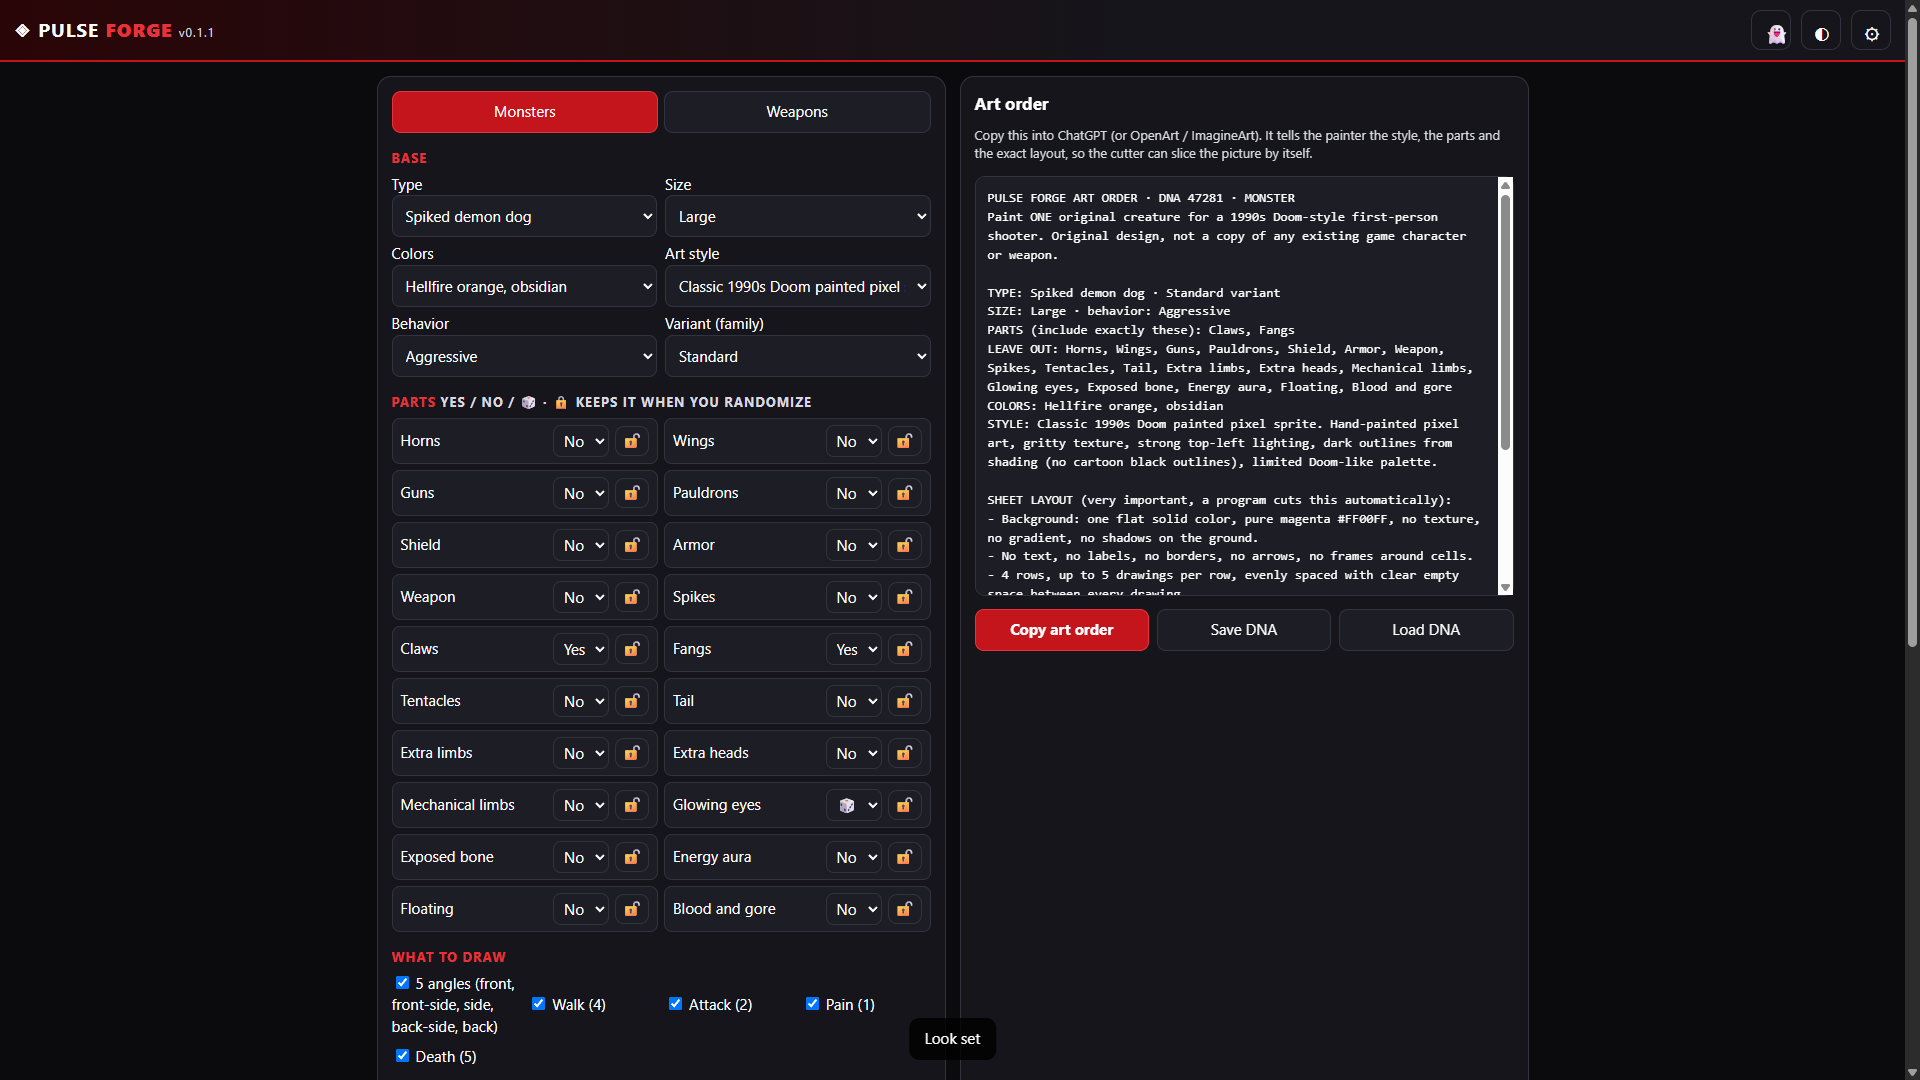 PULSE FORGE v0.1.1
Monsters
Weapons
BASE
Type
Size
Spiked demon dog
Large
Colors
Art style
Hellfire orange, obsidian
Classic 1990s Doom painted pixel
Behavior
Variant (family)
Aggressive
Standard
PARTS YES / NO / · KEEPS IT WHEN YOU RANDOMIZE
Horns No
Wings No
Guns No
Pauldrons No
Shield No
Armor No
Weapon No
Spikes No
Claws Yes
Fangs Yes
Tentacles No
Tail No
Extra limbs No
Extra heads No
Mechanical limbs No
Glowing eyes
Exposed bone No
Energy aura No
Floating No
Blood and gore No
WHAT TO DRAW
5 angles (front,
front-side, side,
back-side, back)
Walk (4)
Attack (2)
Pain (1)
Death (5)
Art order
Copy this into ChatGPT (or OpenArt / ImagineArt). It tells the painter the style, the parts and
the exact layout, so the cutter can slice the picture by itself.
PULSE FORGE ART ORDER · DNA 47281 · MONSTER
Paint ONE original creature for a 1990s Doom-style first-person
shooter. Original design, not a copy of any existing game character
or weapon.
TYPE: Spiked demon dog · Standard variant
SIZE: Large · behavior: Aggressive
PARTS (include exactly these): Claws, Fangs
LEAVE OUT: Horns, Wings, Guns, Pauldrons, Shield, Armor, Weapon,
Spikes, Tentacles, Tail, Extra limbs, Extra heads, Mechanical limbs,
Glowing eyes, Exposed bone, Energy aura, Floating, Blood and gore
COLORS: Hellfire orange, obsidian
STYLE: Classic 1990s Doom painted pixel sprite. Hand-painted pixel
art, gritty texture, strong top-left lighting, dark outlines from
shading (no cartoon black outlines), limited Doom-like palette.
SHEET LAYOUT (very important, a program cuts this automatically):
- Background: one flat solid color, pure magenta #FF00FF, no texture,
no gradient, no shadows on the ground.
- No text, no labels, no borders, no arrows, no frames around cells.
- 4 rows, up to 5 drawings per row, evenly spaced with clear empty
space between every drawing.
Copy art order
Save DNA
Load DNA
Look set